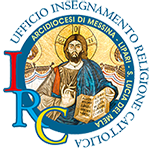 UFFICIO INSEGNAMENTO RELIGIONE CATTOLICA
ARCIDIOCESI DI MESSINA - LIPARI - S. LUCIA DEL MELA
IRC